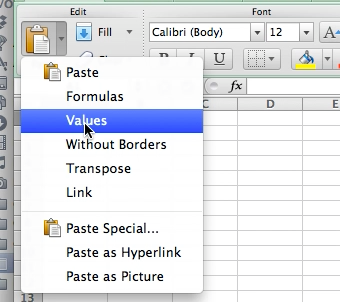 Edit
Font
Fill
Calibri (Body)
12
A
B
I
U
fx
Paste
Formulas
Values
Without Borders
Transpose
Link
Paste Special...
Paste as Hyperlink
Paste as Picture
C
D
E
13